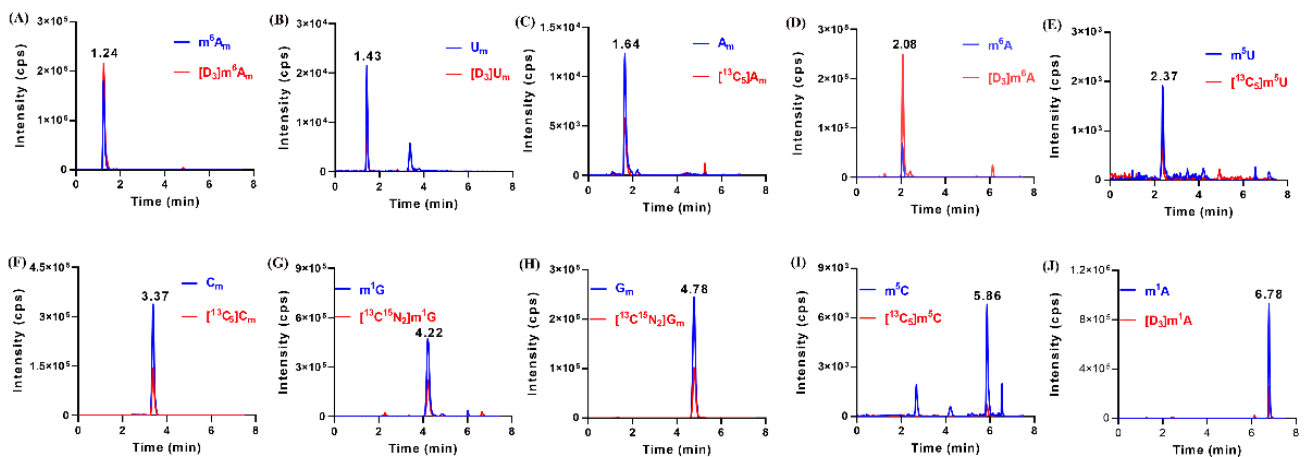 (A)
3×10⁶
2×10⁶
1×10⁶
0
Intensity (cps)
1.24
m⁶Aₘ
[D₃]m⁶Aₘ
0 2 4 6 8
Time (min)
(B)
3×10⁴
2×10⁴
1×10⁴
0
Intensity (cps)
1.43
Uₘ
[D₃]Uₘ
0 2 4 6 8
Time (min)
(C)
1.5×10⁴
1×10⁴
5×10³
0
Intensity (cps)
1.64
Aₘ
[¹³C₅]Aₘ
0 2 4 6 8
Time (min)
(D)
3×10⁵
2×10⁵
1×10⁵
0
Intensity (cps)
2.08
m⁶A
[D₃]m⁶A
0 2 4 6 8
Time (min)
(E)
3×10³
2×10³
1×10³
0
Intensity (cps)
2.37
m⁵U
[¹³C₅]m⁵U
0 2 4 6 8
Time (min)
(F)
4.5×10⁵
3×10⁵
1.5×10⁵
0
Intensity (cps)
3.37
Cₘ
[¹³C₅]Cₘ
0 2 4 6 8
Time (min)
(G)
9×10⁵
6×10⁵
3×10⁵
0
Intensity (cps)
m¹G
[¹³C¹⁵N₂]m¹G
4.22
0 2 4 6 8
Time (min)
(H)
3×10⁵
2×10⁵
1×10⁵
0
Intensity (cps)
4.78
Gₘ
[¹³C¹⁵N₂]Gₘ
0 2 4 6 8
Time (min)
(I)
9×10³
6×10³
3×10³
0
Intensity (cps)
5.86
m⁵C
[¹³C₅]m⁵C
0 2 4 6 8
Time (min)
(J)
1.2×10⁶
4×10⁵
0
Intensity (cps)
6.78
m¹A
[D₃]m¹A
0 2 4 6 8
Time (min)